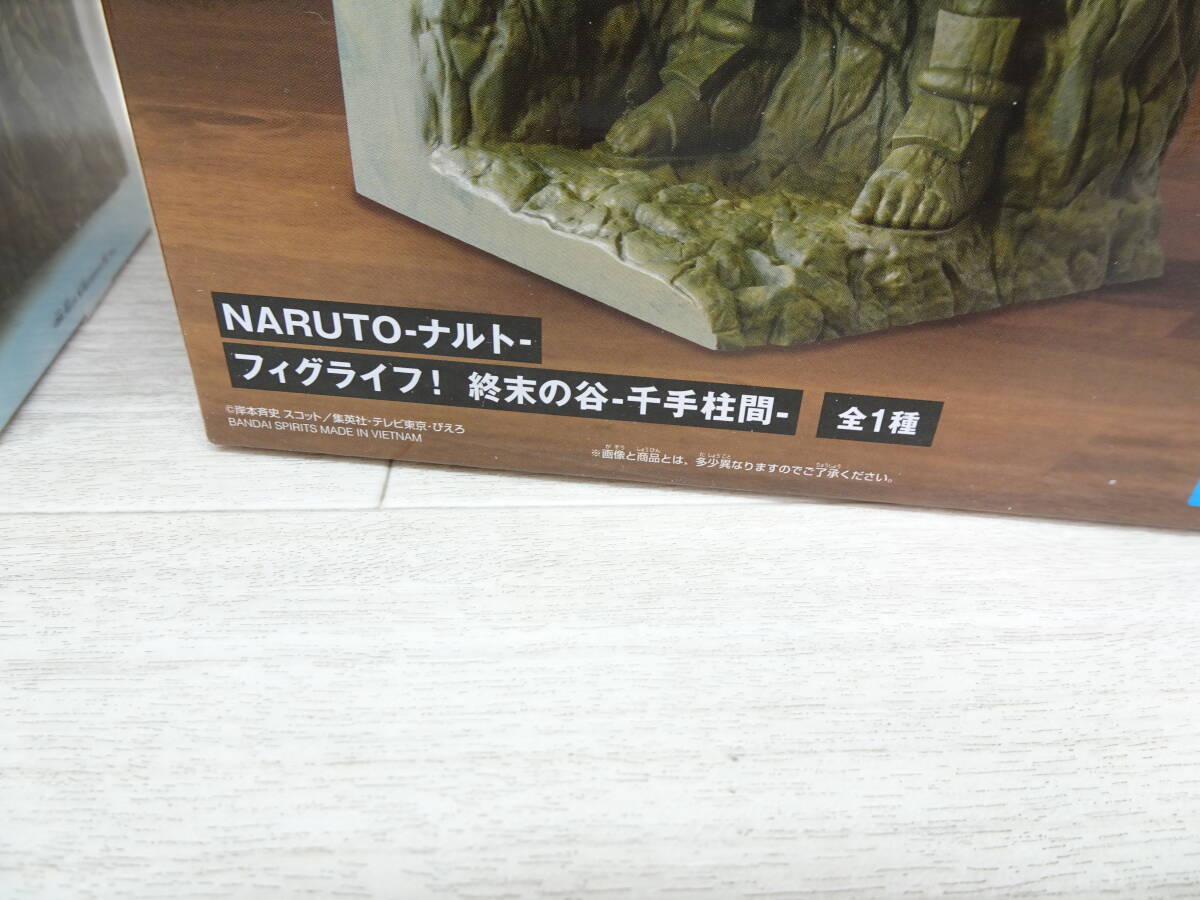 NARUTO-ナルト-
フィグライフ! 終末の谷-千手柱間-
全1種
©岸本斉史 スコット/集英社・テレビ東京・ぴえろ
BANDAI SPIRITS MADE IN VIETNAM
※画像と商品とは、多少異なりますのでご了承ください。